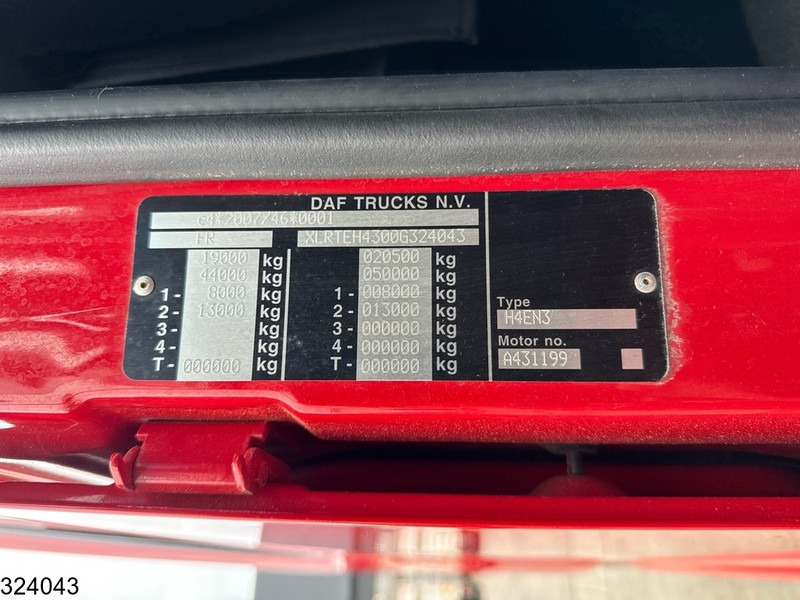 DAF TRUCKS N.V.
e4*2007/46*0001
FR XLRTEH4300G324043
19000 kg 020500 kg
44000 kg 050000 kg
1- 8000 kg 1- 008000 kg
2- 13000 kg 2- 013000 kg
3- kg 3- 000000 kg
4- kg 4- 000000 kg
T- 000000 kg T- 000000 kg
Type
H4EN3
Motor no.
A431199
324043